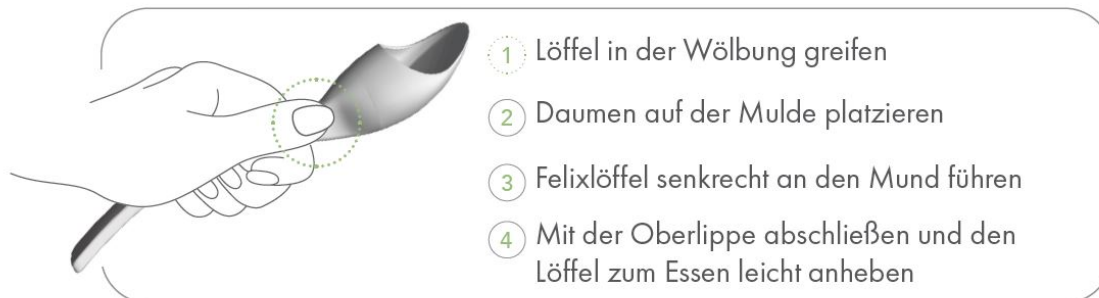 1 Löffel in der Wölbung greifen
2 Daumen auf der Mulde platzieren
3 Felixlöffel senkrecht an den Mund führen
4 Mit der Oberlippe abschließen und den
Löffel zum Essen leicht anheben